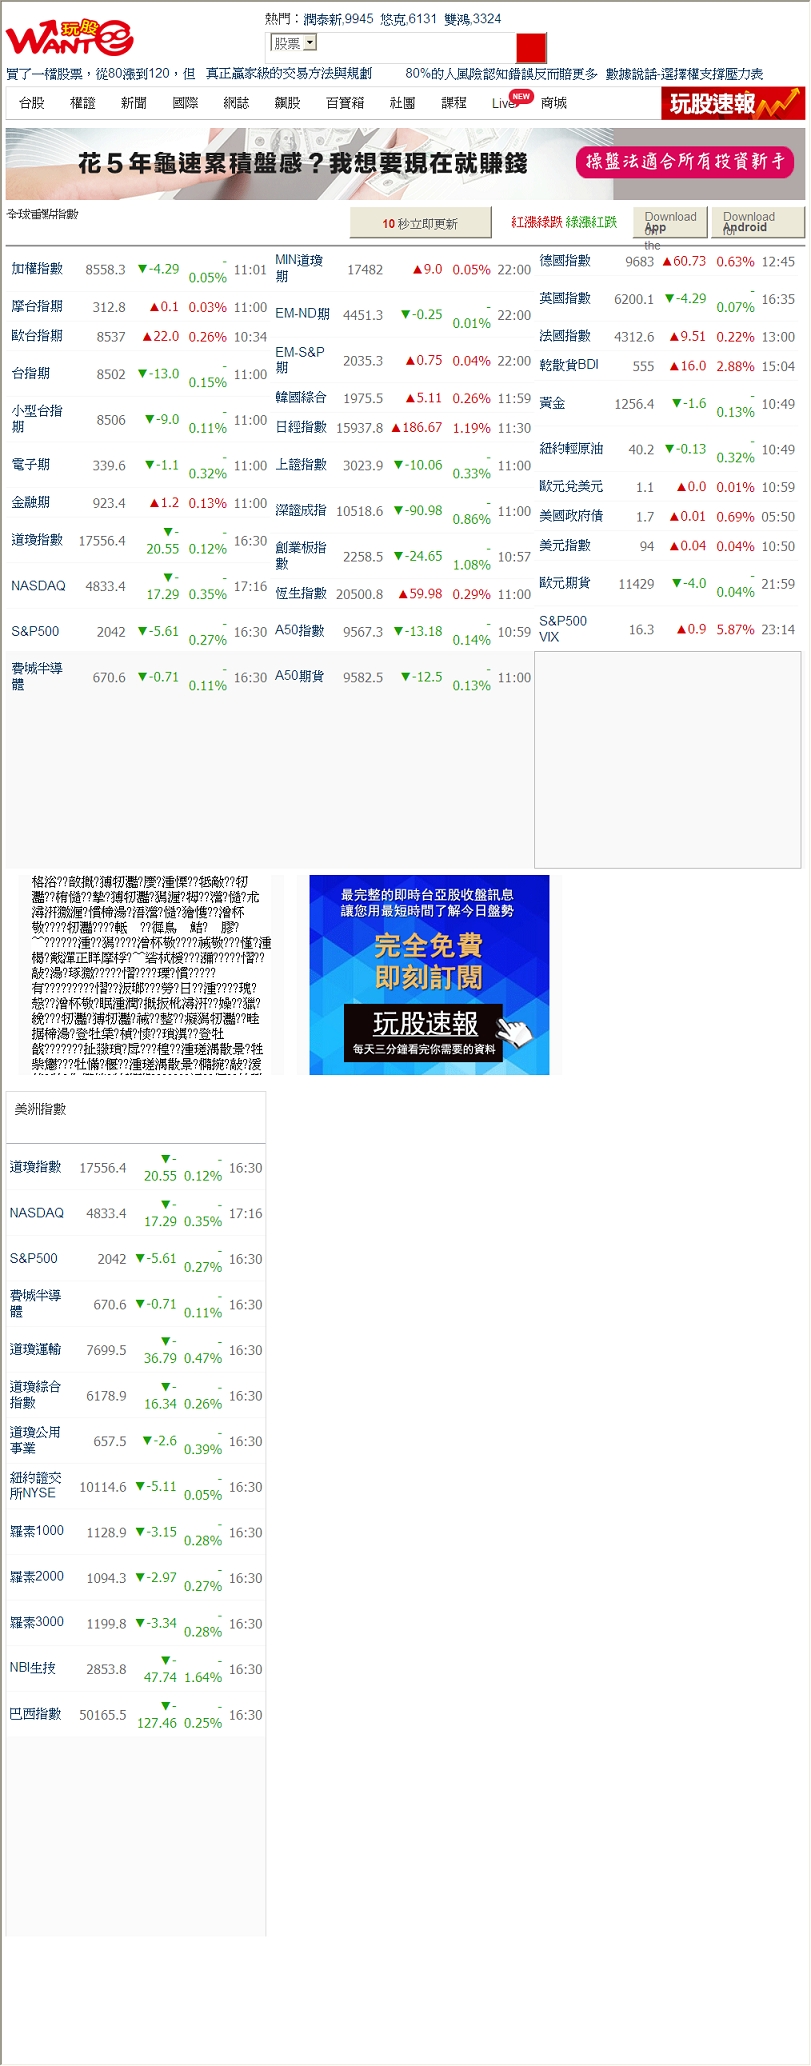 玩股
WANT
熱門：潤泰新,9945 悠克,6131 雙鴻,3324
股票
買了一檔股票，從80漲到120，但 真正贏家級的交易方法與規劃 80%的人風險認知錯誤反而賠更多 數據說話-選擇權支撐壓力表
台股 權證 新聞 國際 網誌 飆股 百寶箱 社團 課程 Live NEW 商城 玩股速報
花５年龜速累積盤感？我想要現在就賺錢 操盤法適合所有投資新手
全球重點指數 10 秒立即更新 紅漲綠跌 綠漲紅跌
Download App on the
Download for Android
加權指數 8558.3 ▼-4.29 -0.05% 11:01
摩台指期 312.8 ▲0.1 0.03% 11:00
歐台指期 8537 ▲22.0 0.26% 10:34
台指期 8502 ▼-13.0 -0.15% 11:00
小型台指期 8506 ▼-9.0 -0.11% 11:00
電子期 339.6 ▼-1.1 -0.32% 11:00
金融期 923.4 ▲1.2 0.13% 11:00
道瓊指數 17556.4 ▼-20.55 -0.12% 16:30
NASDAQ 4833.4 ▼-17.29 -0.35% 17:16
S&P500 2042 ▼-5.61 -0.27% 16:30
費城半導體 670.6 ▼-0.71 -0.11% 16:30
MINI道瓊期 17482 ▲9.0 0.05% 22:00
EM-ND期 4451.3 ▼-0.25 -0.01% 22:00
EM-S&P期 2035.3 ▲0.75 0.04% 22:00
韓國綜合 1975.5 ▲5.11 0.26% 11:59
日經指數 15937.8 ▲186.67 1.19% 11:30
上證指數 3023.9 ▼-10.06 -0.33% 11:00
深證成指 10518.6 ▼-90.98 -0.86% 11:00
創業板指數 2258.5 ▼-24.65 -1.08% 10:57
恆生指數 20500.8 ▲59.98 0.29% 11:00
A50指數 9567.3 ▼-13.18 -0.14% 10:59
A50期貨 9582.5 ▼-12.5 -0.13% 11:00
德國指數 9683 ▲60.73 0.63% 12:45
英國指數 6200.1 ▼-4.29 -0.07% 16:35
法國指數 4312.6 ▲9.51 0.22% 13:00
乾散貨BDI 555 ▲16.0 2.88% 15:04
黃金 1256.4 ▼-1.6 -0.13% 10:49
紐約輕原油 40.2 ▼-0.13 -0.32% 10:49
歐元兌美元 1.1 ▲0.0 0.01% 10:59
美國政府債 1.7 ▲0.01 0.69% 05:50
美元指數 94 ▲0.04 0.04% 10:50
歐元期貨 11429 ▼-4.0 -0.04% 21:59
S&P500 VIX 16.3 ▲0.9 5.87% 23:14
最完整的即時台亞股收盤訊息
讓您用最短時間了解今日盤勢
完全免費
即刻訂閱
玩股速報
每天三分鐘看完你需要的資料
美洲指數
道瓊指數 17556.4 ▼-20.55 -0.12% 16:30
NASDAQ 4833.4 ▼-17.29 -0.35% 17:16
S&P500 2042 ▼-5.61 -0.27% 16:30
費城半導體 670.6 ▼-0.71 -0.11% 16:30
道瓊運輸 7699.5 ▼-36.79 -0.47% 16:30
道瓊綜合指數 6178.9 ▼-16.34 -0.26% 16:30
道瓊公用事業 657.5 ▼-2.6 -0.39% 16:30
紐約證交所NYSE 10114.6 ▼-5.11 -0.05% 16:30
羅素1000 1128.9 ▼-3.15 -0.28% 16:30
羅素2000 1094.3 ▼-2.97 -0.27% 16:30
羅素3000 1199.8 ▼-3.34 -0.28% 16:30
NBI生技 2853.8 ▼-47.74 -1.64% 16:30
巴西指數 50165.5 ▼-127.46 -0.25% 16:30